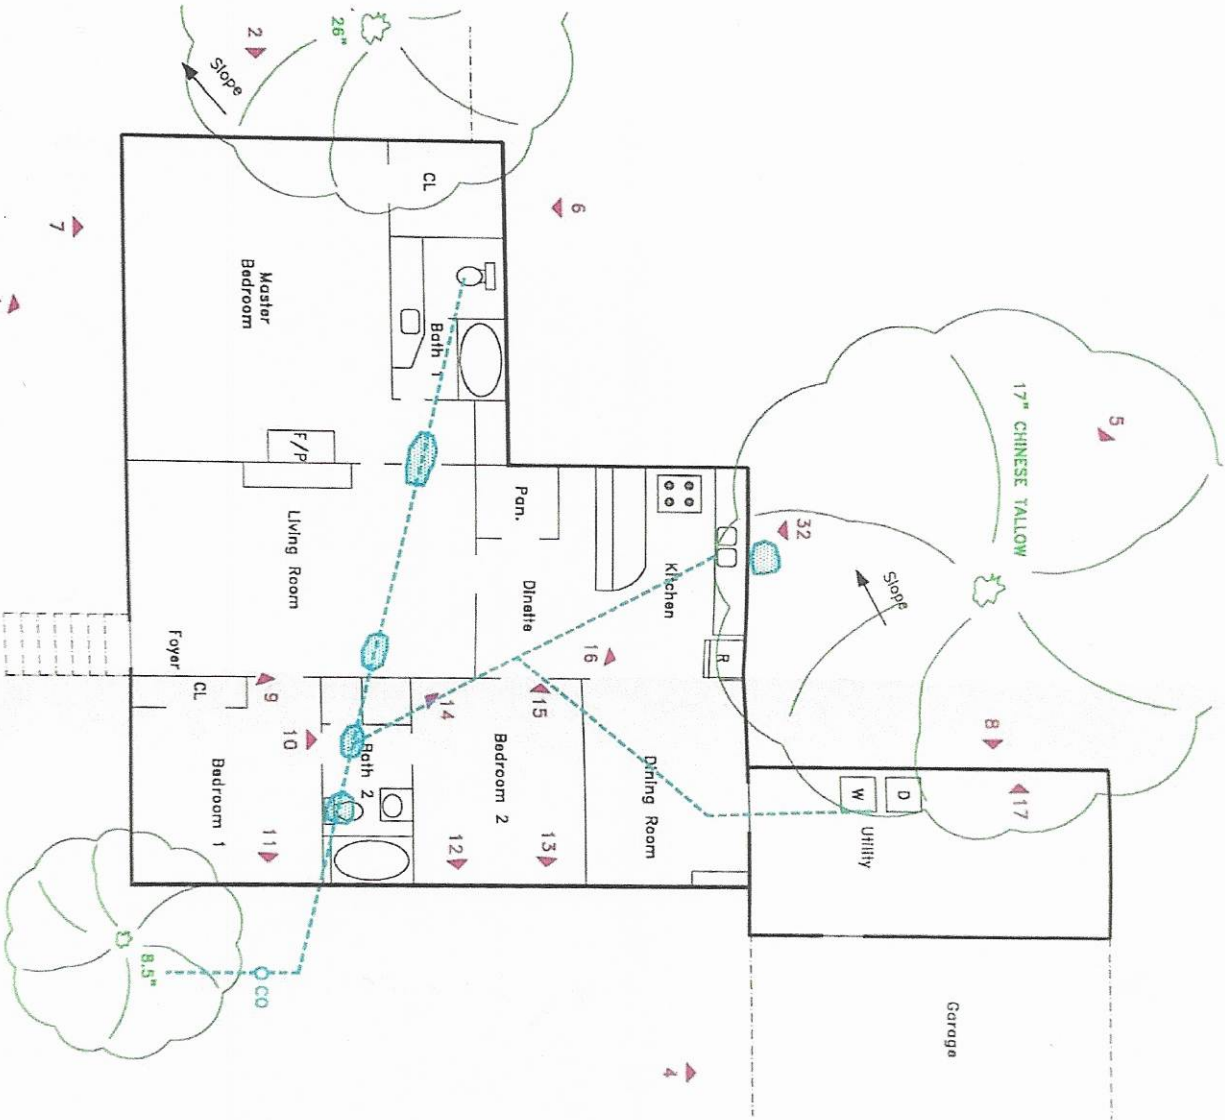 2
26"
Slope
CL
6
7
Master
Bedroom
Bath 1
F/P
5
17" CHINESE TALLOW
Pan.
32
Living Room
Kitchen
Dinette
Slope
Foyer
R
16
CL
9
14
15
10
8
Bath 2
Bedroom 2
Dining Room
W
D
17
Bedroom 1
Utility
11
12
13
8.5"
CO
Garage
4